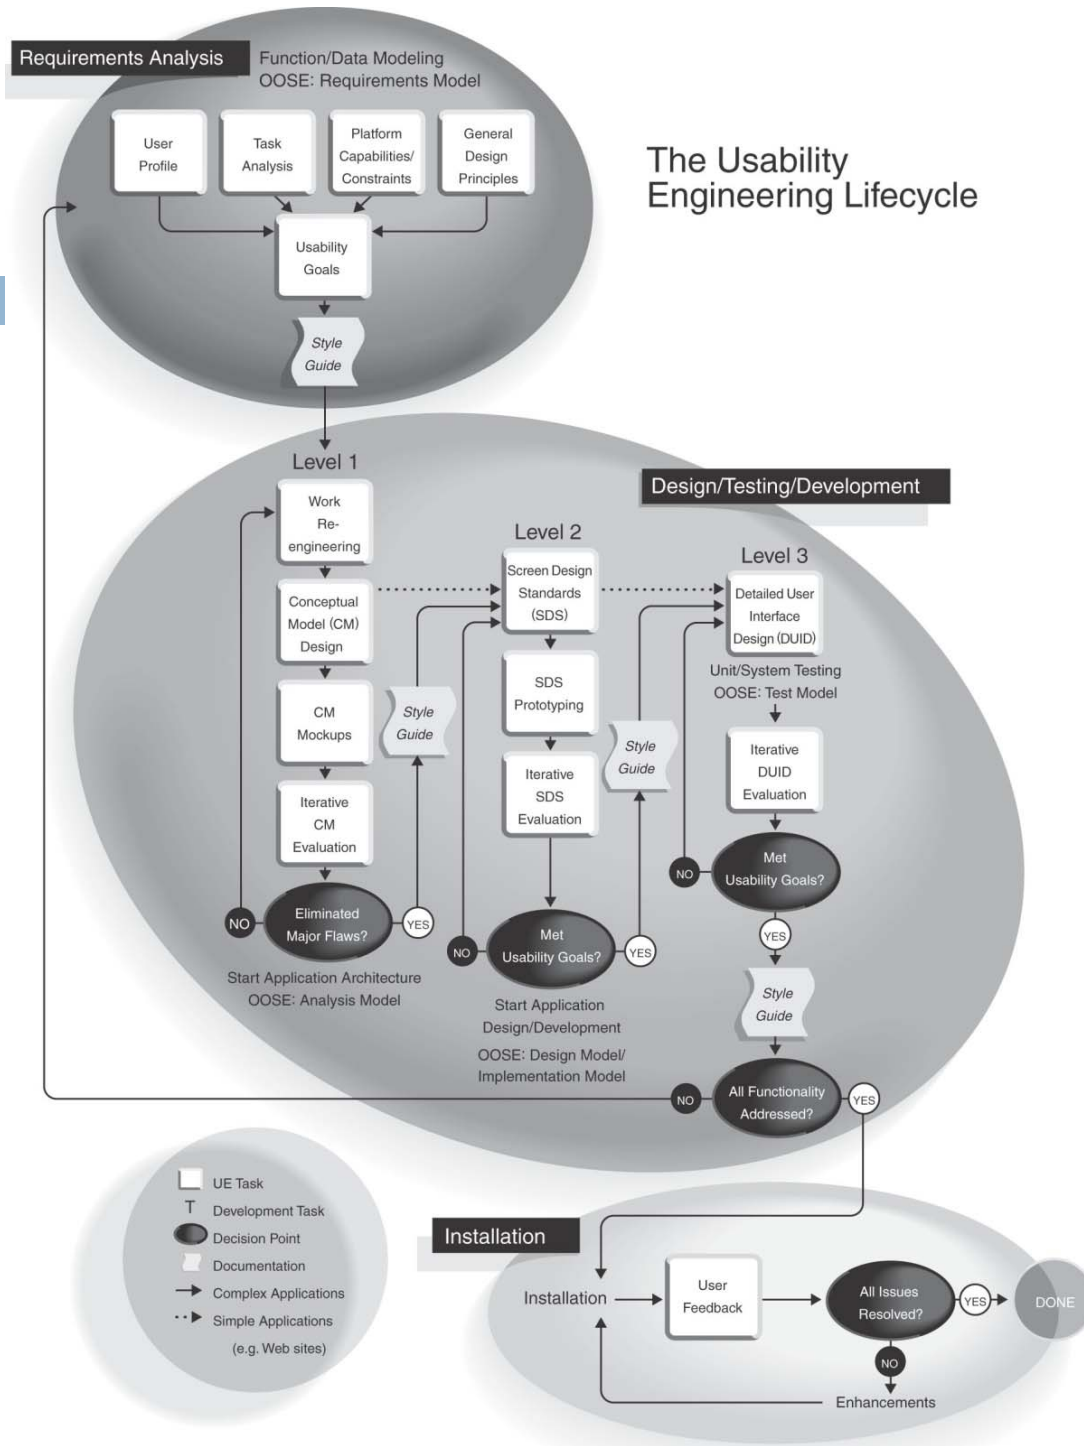 Requirements Analysis
Function/Data Modeling
OOSE: Requirements Model
User
Profile
Task
Analysis
Platform
Capabilities/
Constraints
General
Design
Principles
The Usability
Engineering Lifecycle
Usability
Goals
Style
Guide
Design/Testing/Development
Level 1
Work
Re-
engineering
Conceptual
Model (CM)
Design
CM
Mockups
Iterative
CM
Evaluation
Eliminated
Major Flaws?
NO
YES
Start Application Architecture
OOSE: Analysis Model
Style
Guide
Level 2
Screen Design
Standards
(SDS)
SDS
Prototyping
Iterative
SDS
Evaluation
Met
Usability Goals?
NO
YES
Start Application
Design/Development
OOSE: Design Model/
Implementation Model
Style
Guide
Level 3
Detailed User
Interface
Design (DUID)
Unit/System Testing
OOSE: Test Model
Iterative
DUID
Evaluation
Met
Usability Goals?
NO
YES
Style
Guide
All Functionality
Addressed?
NO
YES
UE Task
T Development Task
Decision Point
Documentation
Complex Applications
Simple Applications
(e.g. Web sites)
Installation
Installation
User
Feedback
All Issues
Resolved?
YES
DONE
NO
Enhancements